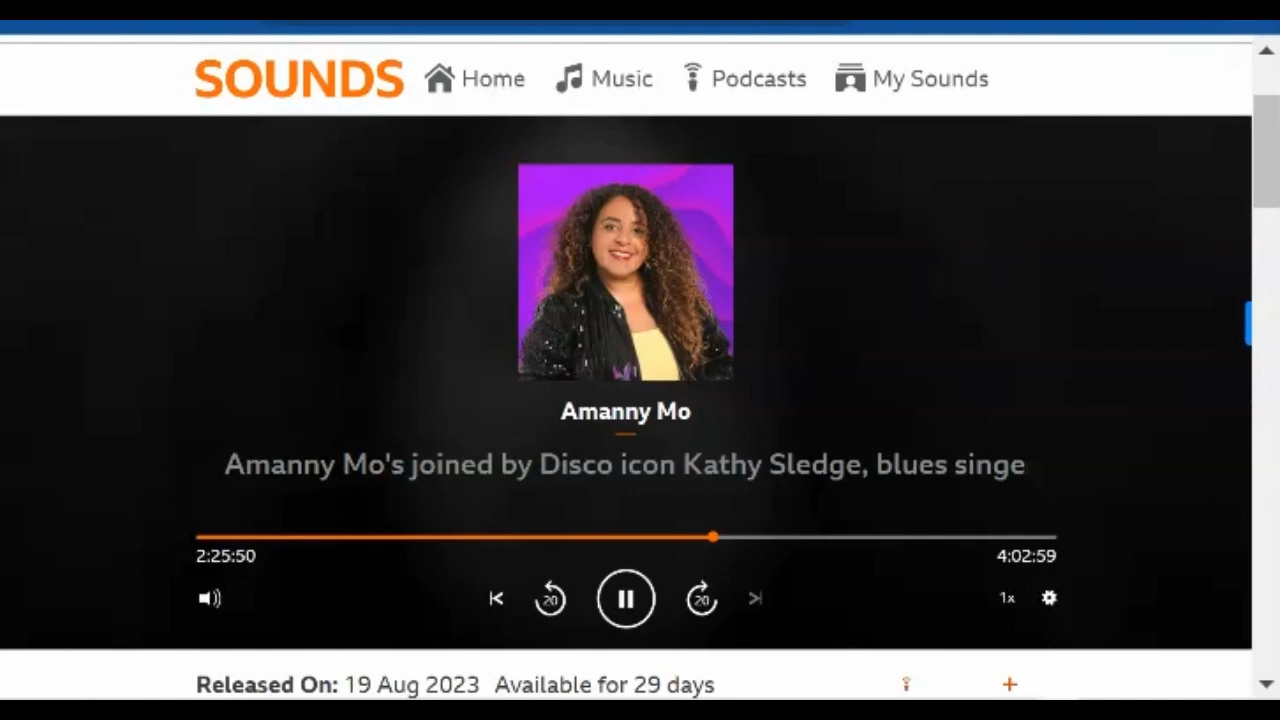 SOUNDS Home Music Podcasts My Sounds
Amanny Mo
Amanny Mo's joined by Disco icon Kathy Sledge, blues singe
2:25:50 4:02:59
20 20 1x
Released On: 19 Aug 2023 Available for 29 days